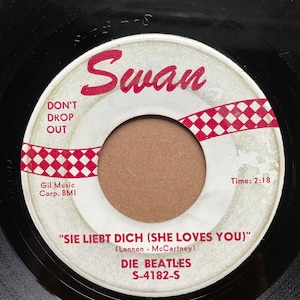 Swan
DON'T
DROP
OUT
Gil Music
Corp. BMI
Time: 2:18
"SIE LIEBT DICH (SHE LOVES YOU)"
(Lennon - McCartney)
DIE BEATLES
S-4182-S